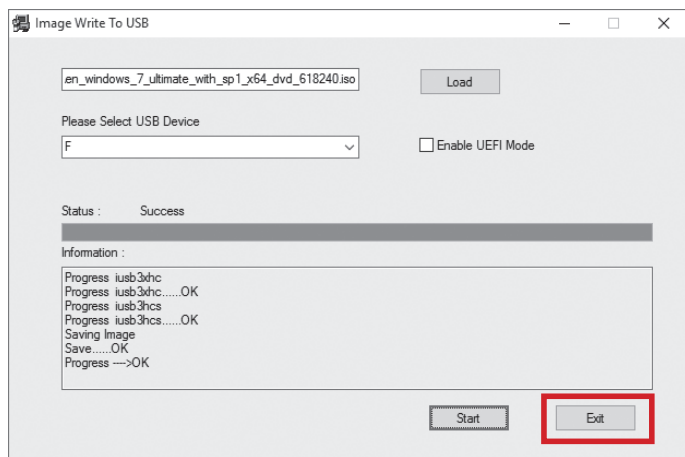 Image Write To USB
.en_windows_7_ultimate_with_sp1_x64_dvd_618240.iso
Load
Please Select USB Device
F
Enable UEFI Mode
Status : Success
Information :
Progress iusb3xhc
Progress iusb3xhc......OK
Progress iusb3hcs
Progress iusb3hcs......OK
Saving Image
Save......OK
Progress ---->OK
Start
Exit